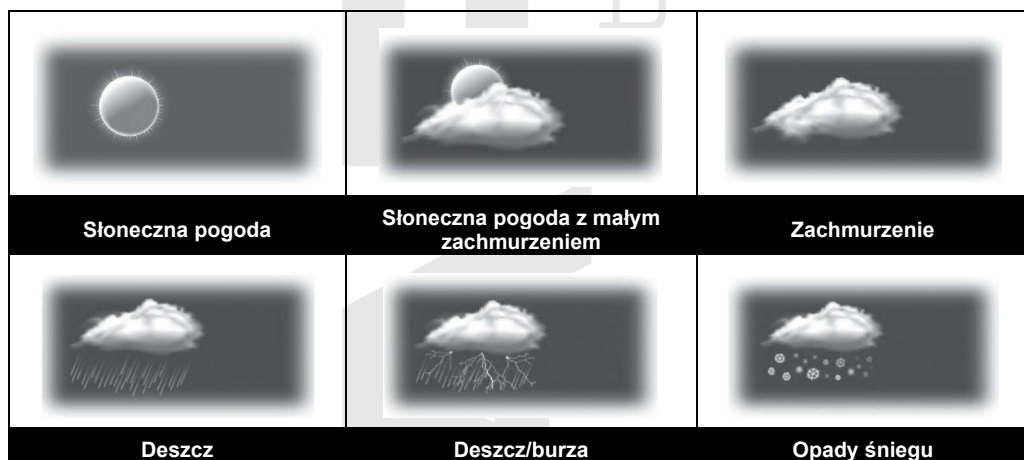 Słoneczna pogoda
Słoneczna pogoda z małym
zachmurzeniem
Zachmurzenie
Deszcz
Deszcz/burza
Opady śniegu